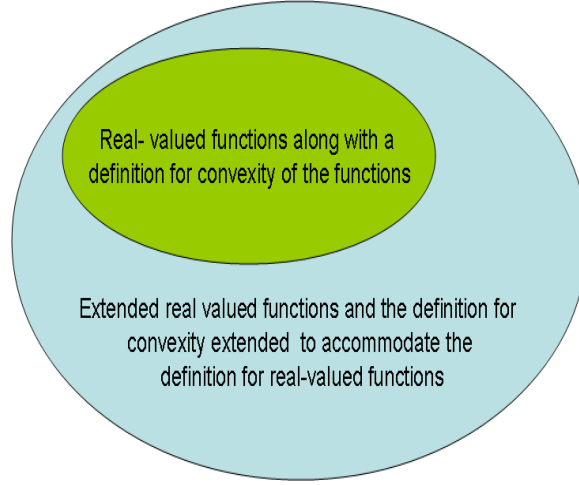 Real- valued functions along with a
definition for convexity of the functions
Extended real valued functions and the definition for
convexity extended to accommodate the
definition for real-valued functions